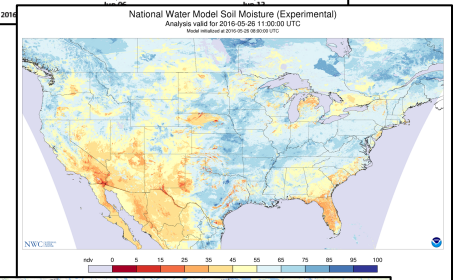 2016
National Water Model Soil Moisture (Experimental)
Analysis valid for 2016-05-26 11:00:00 UTC
Model initialized at 2016-05-26 08:00:00 UTC
NWC
ndv 0 5 15 25 35 45 55 65 75 85 95 100